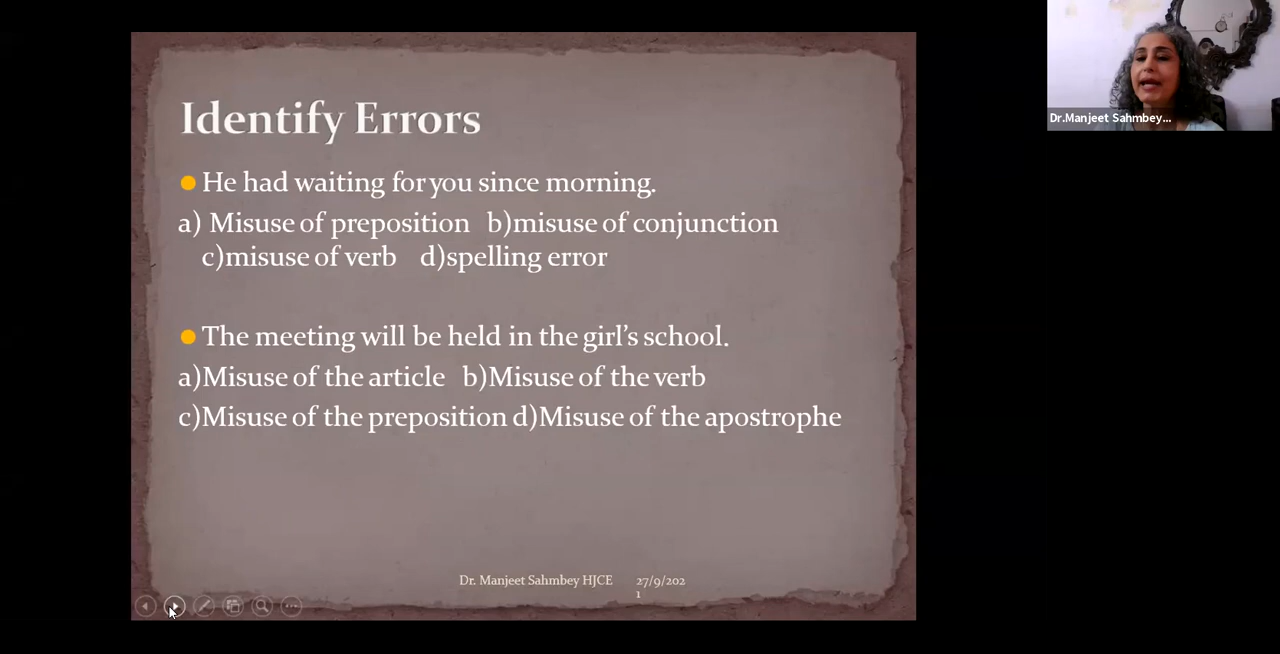 Identify Errors
He had waiting for you since morning.
a) Misuse of preposition b)misuse of conjunction
c)misuse of verb d)spelling error
The meeting will be held in the girl’s school.
a)Misuse of the article b)Misuse of the verb
c)Misuse of the preposition d)Misuse of the apostrophe
Dr. Manjeet Sahmbey HJCE 27/9/202
1
Dr.Manjeet Sahmbey...